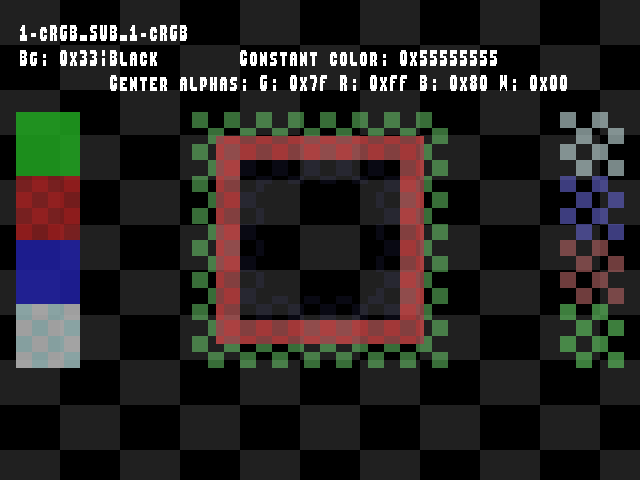 1-cRGB_SUB_1-cRGB
Bg: 0x33¦Black Constant color: 0x55555555
Center alphas: G: 0x7f R: 0xff B: 0x80 W: 0x00